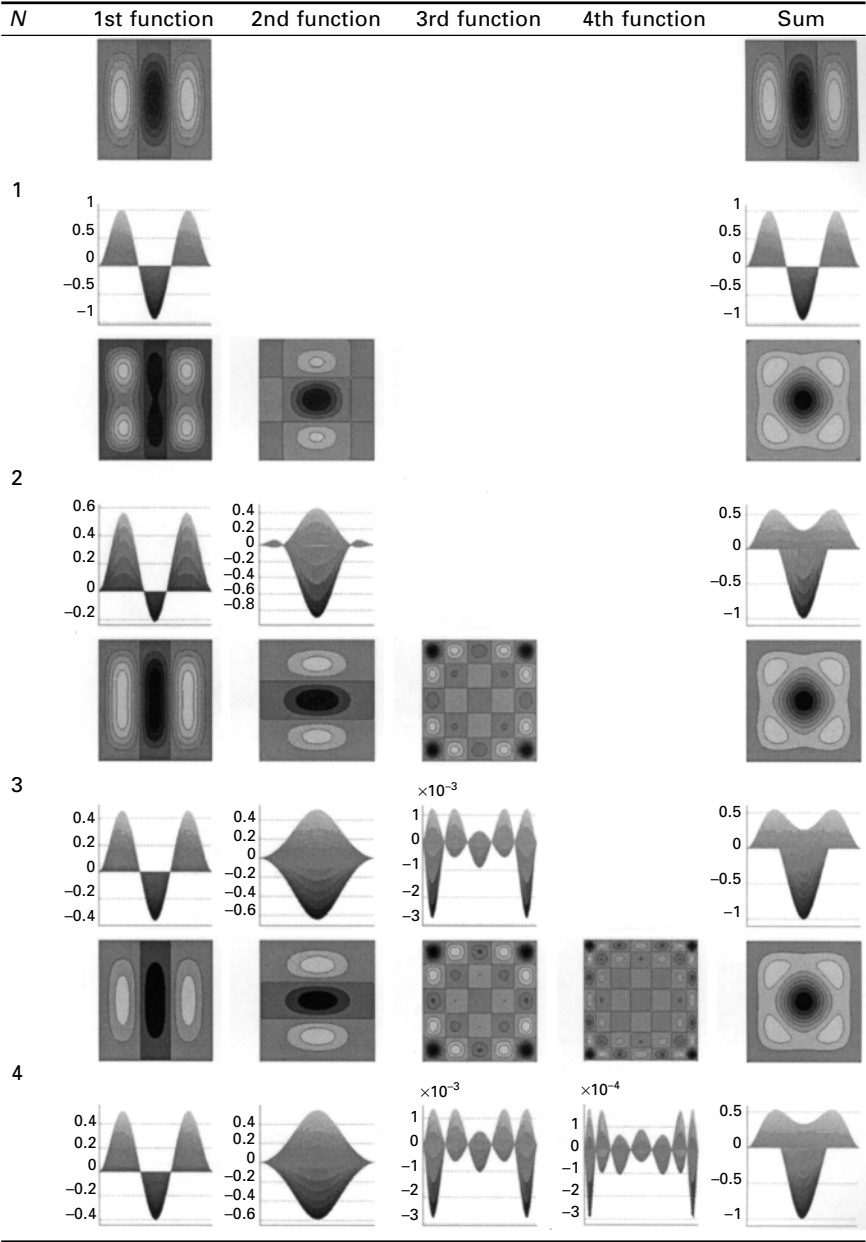 N 1st function 2nd function 3rd function 4th function Sum
1
1 1
0.5 0.5
0 0
–0.5 –0.5
–1 –1
2
0.6 0.4 0.5
0.4 0.2 0
0.2 0 –0.5
0 –0.2 –1
–0.2 –0.4
–0.6
–0.8
3
×10–3
0.4 0.4 1 0.5
0.2 0.2 0 0
0 0 –1 –0.5
–0.2 –0.2 –2 –1
–0.4 –0.4 –3
–0.6
4
×10–3 ×10–4
0.4 0.4 1 1 0.5
0.2 0.2 0 0 0
0 0 –1 –1 –0.5
–0.2 –0.2 –2 –2 –1
–0.4 –0.4 –3 –3
–0.6